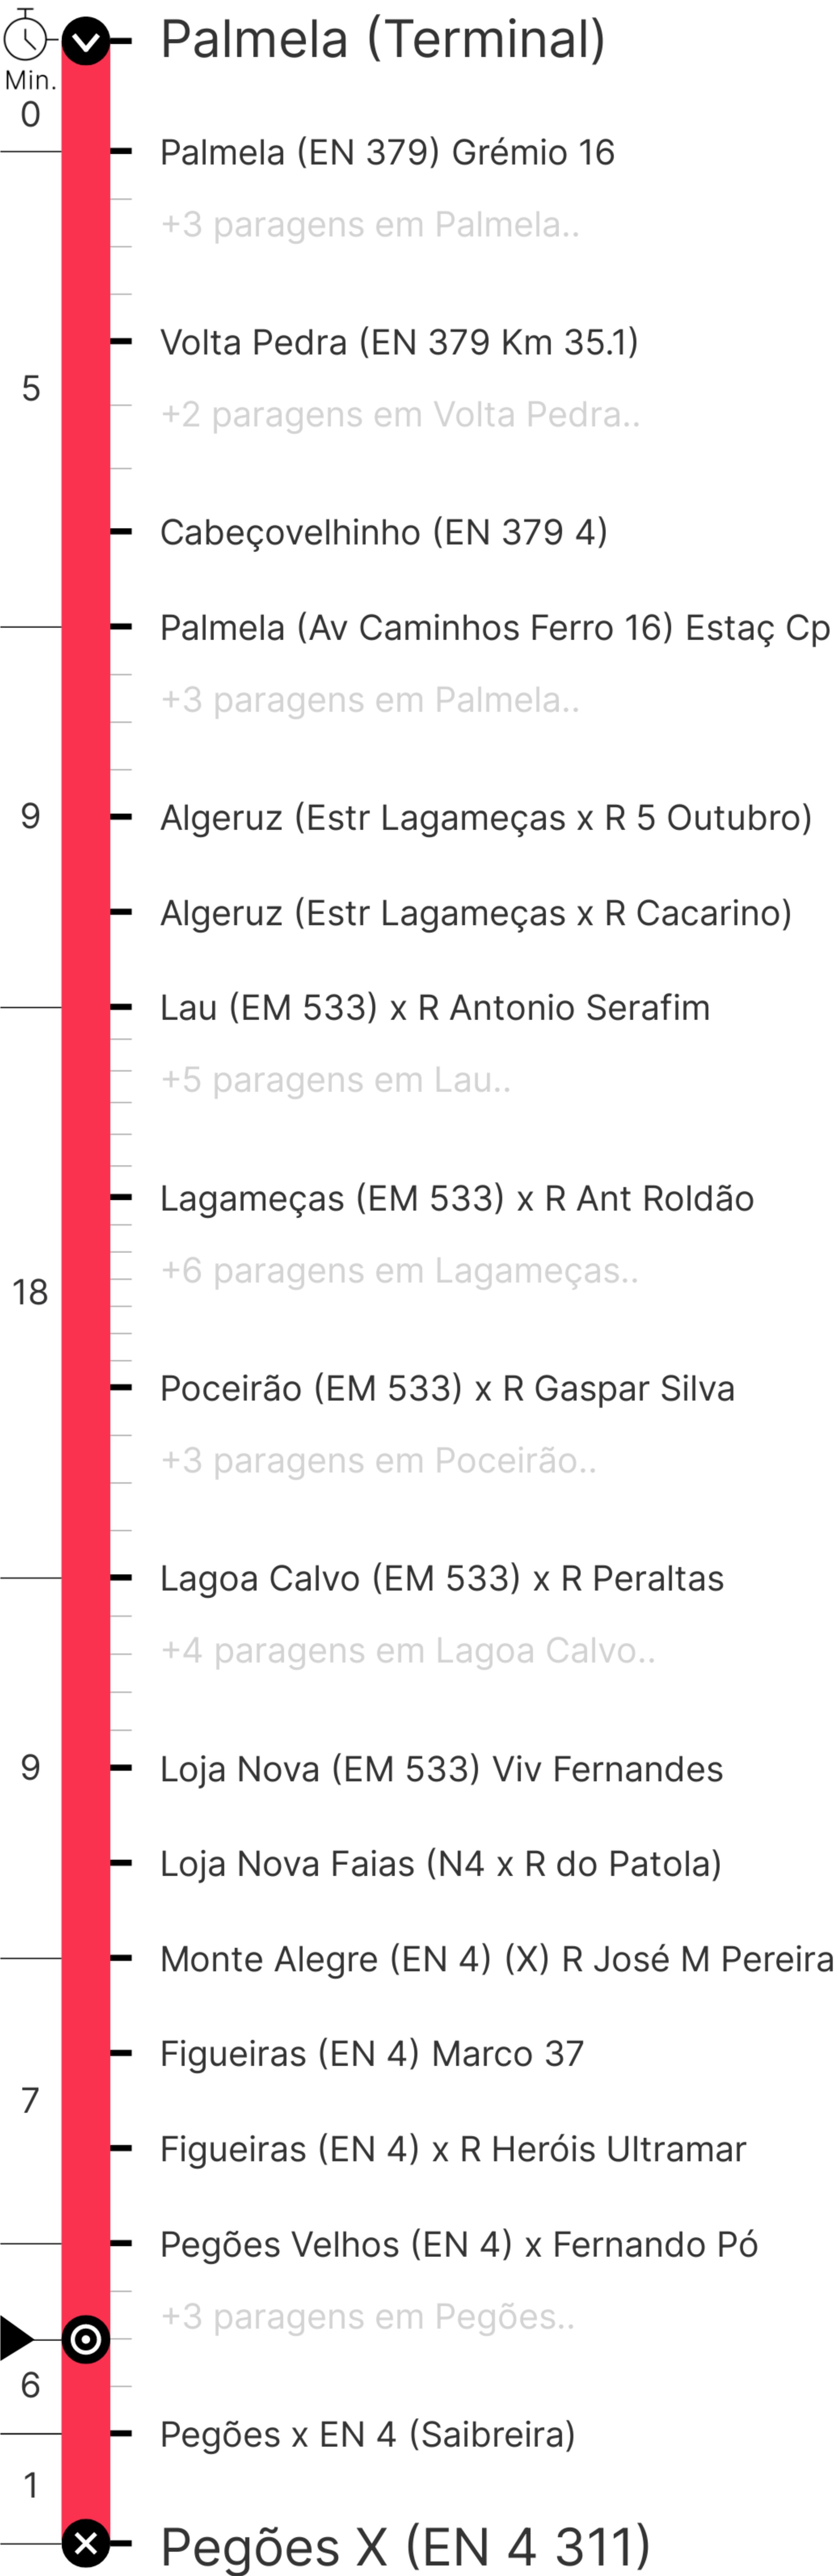 Palmela (Terminal)
Min.
0
Palmela (EN 379) Grémio 16
+3 paragens em Palmela..
Volta Pedra (EN 379 Km 35.1)
5
+2 paragens em Volta Pedra..
Cabeçovelhinho (EN 379 4)
Palmela (Av Caminhos Ferro 16) Estaç Cp
+3 paragens em Palmela..
9
Algeruz (Estr Lagameças x R 5 Outubro)
Algeruz (Estr Lagameças x R Cacarino)
Lau (EM 533) x R Antonio Serafim
+5 paragens em Lau..
Lagameças (EM 533) x R Ant Roldão
+6 paragens em Lagameças..
18
Poceirão (EM 533) x R Gaspar Silva
+3 paragens em Poceirão..
Lagoa Calvo (EM 533) x R Peraltas
+4 paragens em Lagoa Calvo..
9
Loja Nova (EM 533) Viv Fernandes
Loja Nova Faias (N4 x R do Patola)
Monte Alegre (EN 4) (X) R José M Pereira
Figueiras (EN 4) Marco 37
7
Figueiras (EN 4) x R Heróis Ultramar
Pegões Velhos (EN 4) x Fernando Pó
+3 paragens em Pegões..
6
Pegões x EN 4 (Saibreira)
1
Pegões X (EN 4 311)